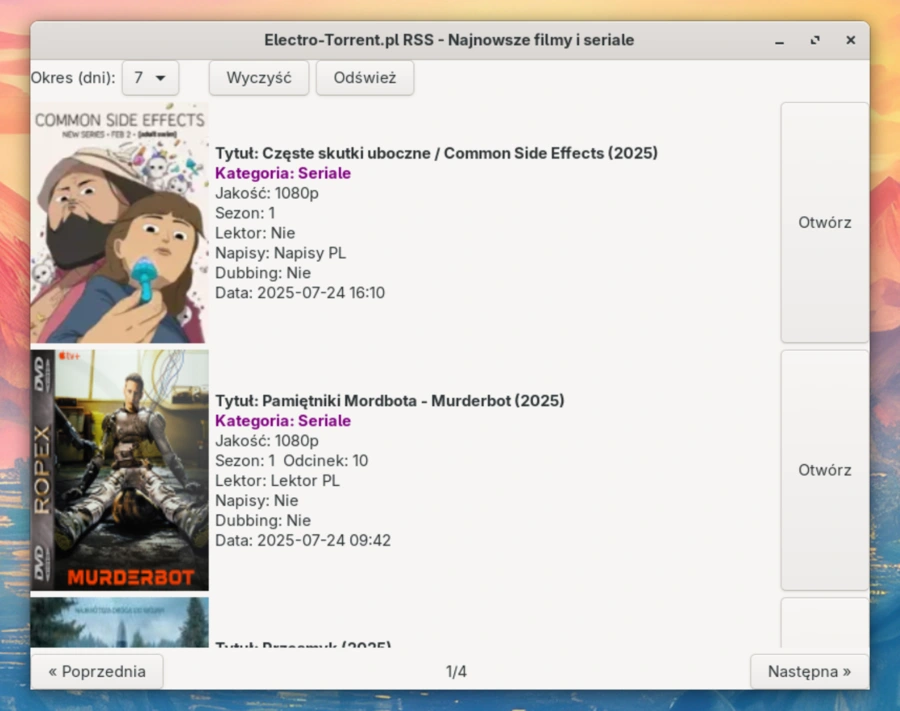 Electro-Torrent.pl RSS - Najnowsze filmy i seriale
Okres (dni): 7 Wyczyść Odśwież
COMMON SIDE EFFECTS
NEW SERIES • FEB 2 • [adult swim]
Tytuł: Częste skutki uboczne / Common Side Effects (2025)
Kategoria: Seriale
Jakość: 1080p
Sezon: 1
Lektor: Nie
Napisy: Napisy PL
Dubbing: Nie
Data: 2025-07-24 16:10
Otwórz
DVD
ROPEX
DVD
tv+
MURDERBOT
Tytuł: Pamiętniki Mordbota - Murderbot (2025)
Kategoria: Seriale
Jakość: 1080p
Sezon: 1 Odcinek: 10
Lektor: Lektor PL
Napisy: Nie
Dubbing: Nie
Data: 2025-07-24 09:42
Otwórz
Tytuł: Przesmyk (2025)
« Poprzednia 1/4 Następna »